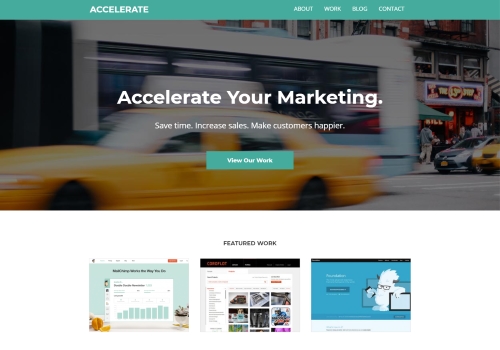 ACCELERATE
ABOUT WORK BLOG CONTACT
Accelerate Your Marketing.
Save time. Increase sales. Make customers happier.
View Our Work
FEATURED WORK
MailChimp Works the Way You Do